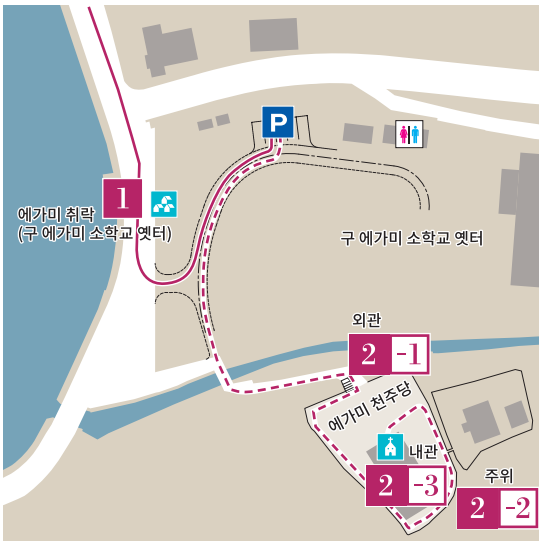 P
1
에가미 취락
(구 에가미 소학교 옛터)
구 에가미 소학교 옛터
외관
2 -1
에가미 천주당
내관
2 -3
주위
2 -2